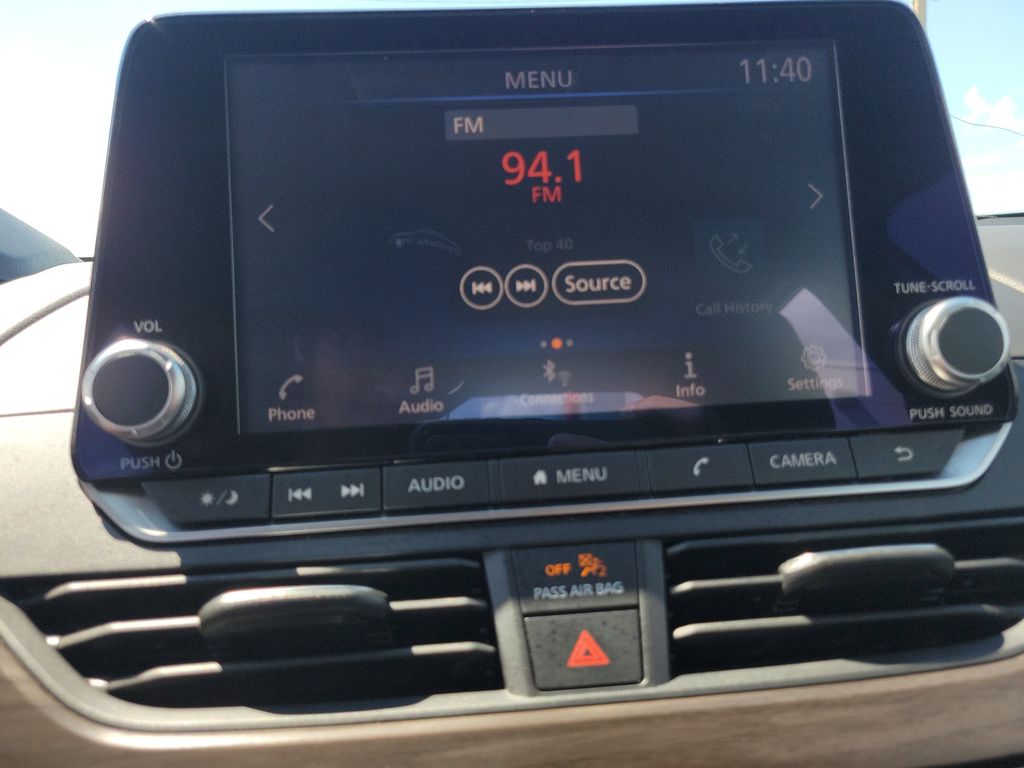 MENU
11:40
FM
94.1
FM
Top 40
Source
Call History
VOL
TUNE·SCROLL
Phone
Audio
Connections
Info
Settings
PUSH
PUSH SOUND
AUDIO
MENU
CAMERA
OFF
PASS AIR BAG